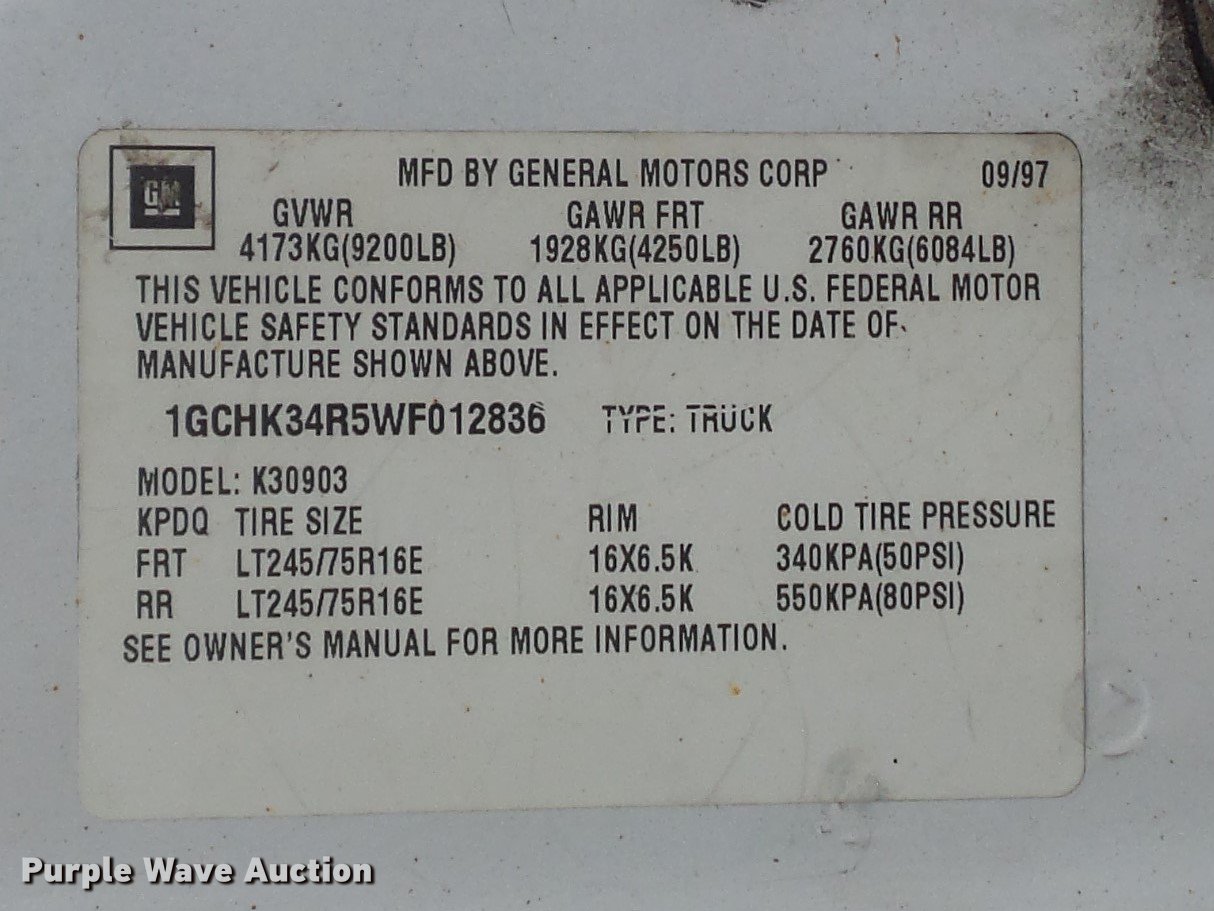 GM
MFD BY GENERAL MOTORS CORP 09/97
GVWR GAWR FRT GAWR RR
4173KG(9200LB) 1928KG(4250LB) 2760KG(6084LB)
THIS VEHICLE CONFORMS TO ALL APPLICABLE U.S. FEDERAL MOTOR
VEHICLE SAFETY STANDARDS IN EFFECT ON THE DATE OF
MANUFACTURE SHOWN ABOVE.
1GCHK34R5WF012836 TYPE: TRUCK
MODEL: K30903
KPDQ TIRE SIZE RIM COLD TIRE PRESSURE
FRT LT245/75R16E 16X6.5K 340KPA(50PSI)
RR LT245/75R16E 16X6.5K 550KPA(80PSI)
SEE OWNER'S MANUAL FOR MORE INFORMATION.
Purple Wave Auction